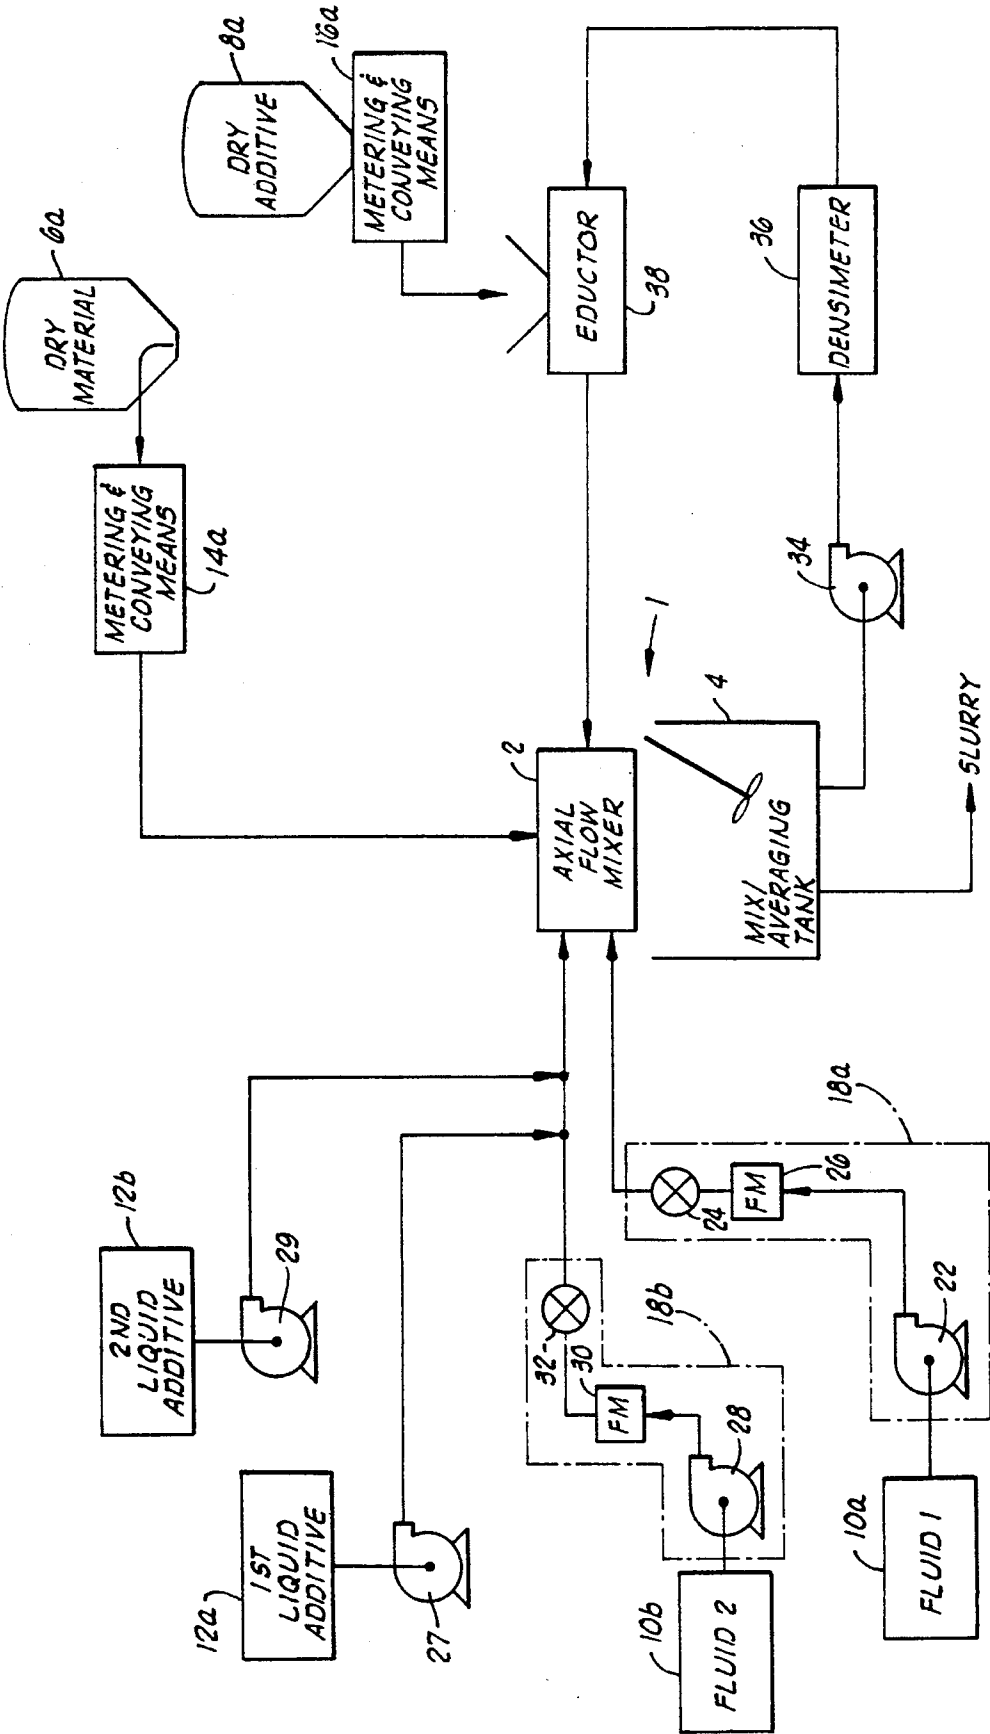 12a
1ST
LIQUID
ADDITIVE
27
12b
2ND
LIQUID
ADDITIVE
29
14a
METERING &
CONVEYING
MEANS
6a
DRY
MATERIAL
8a
DRY
ADDITIVE
16a
METERING &
CONVEYING
MEANS
EDUCTOR
38
2
AXIAL
FLOW
MIXER
1
4
MIX/
AVERAGING
TANK
SLURRY
34
36
DENSIMETER
32
30
FM
18b
28
10b
FLUID 2
18a
24
FM
26
22
10a
FLUID 1